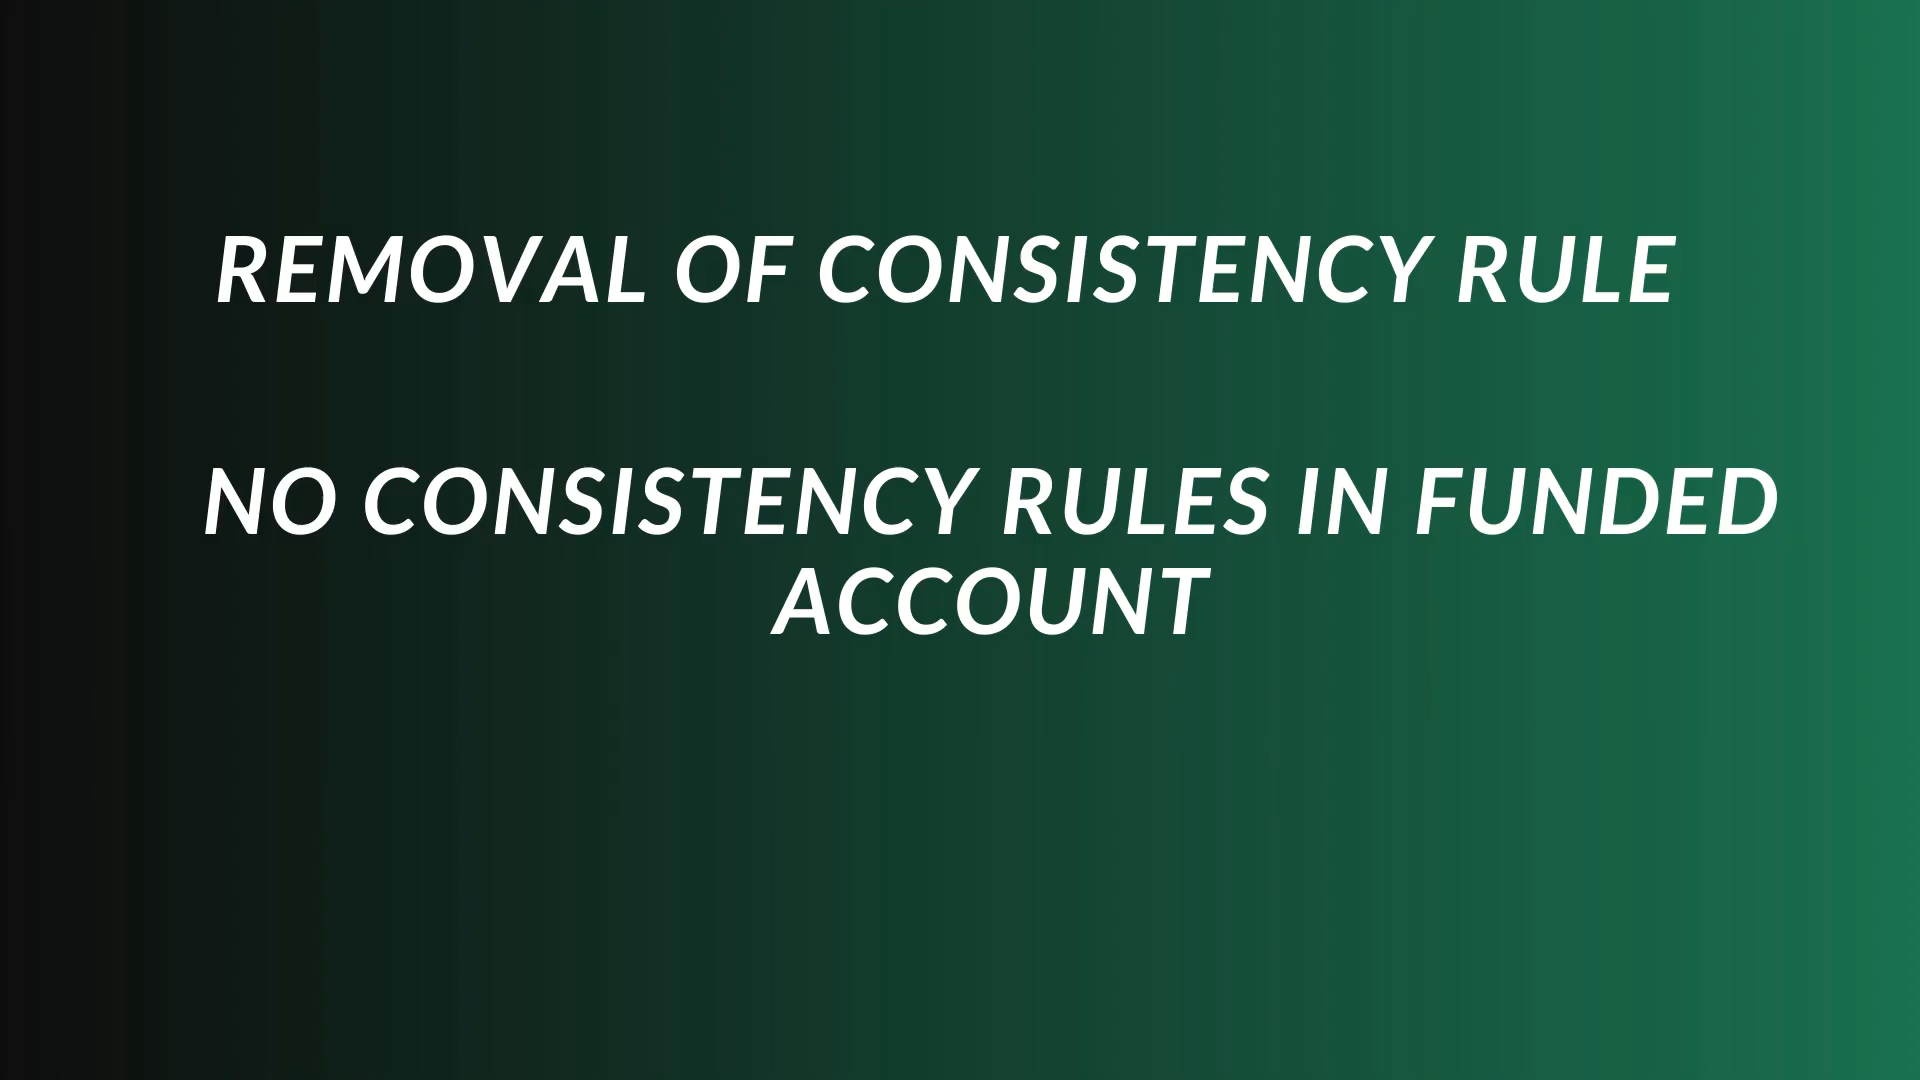 REMOVAL OF CONSISTENCY RULE
NO CONSISTENCY RULES IN FUNDED
ACCOUNT